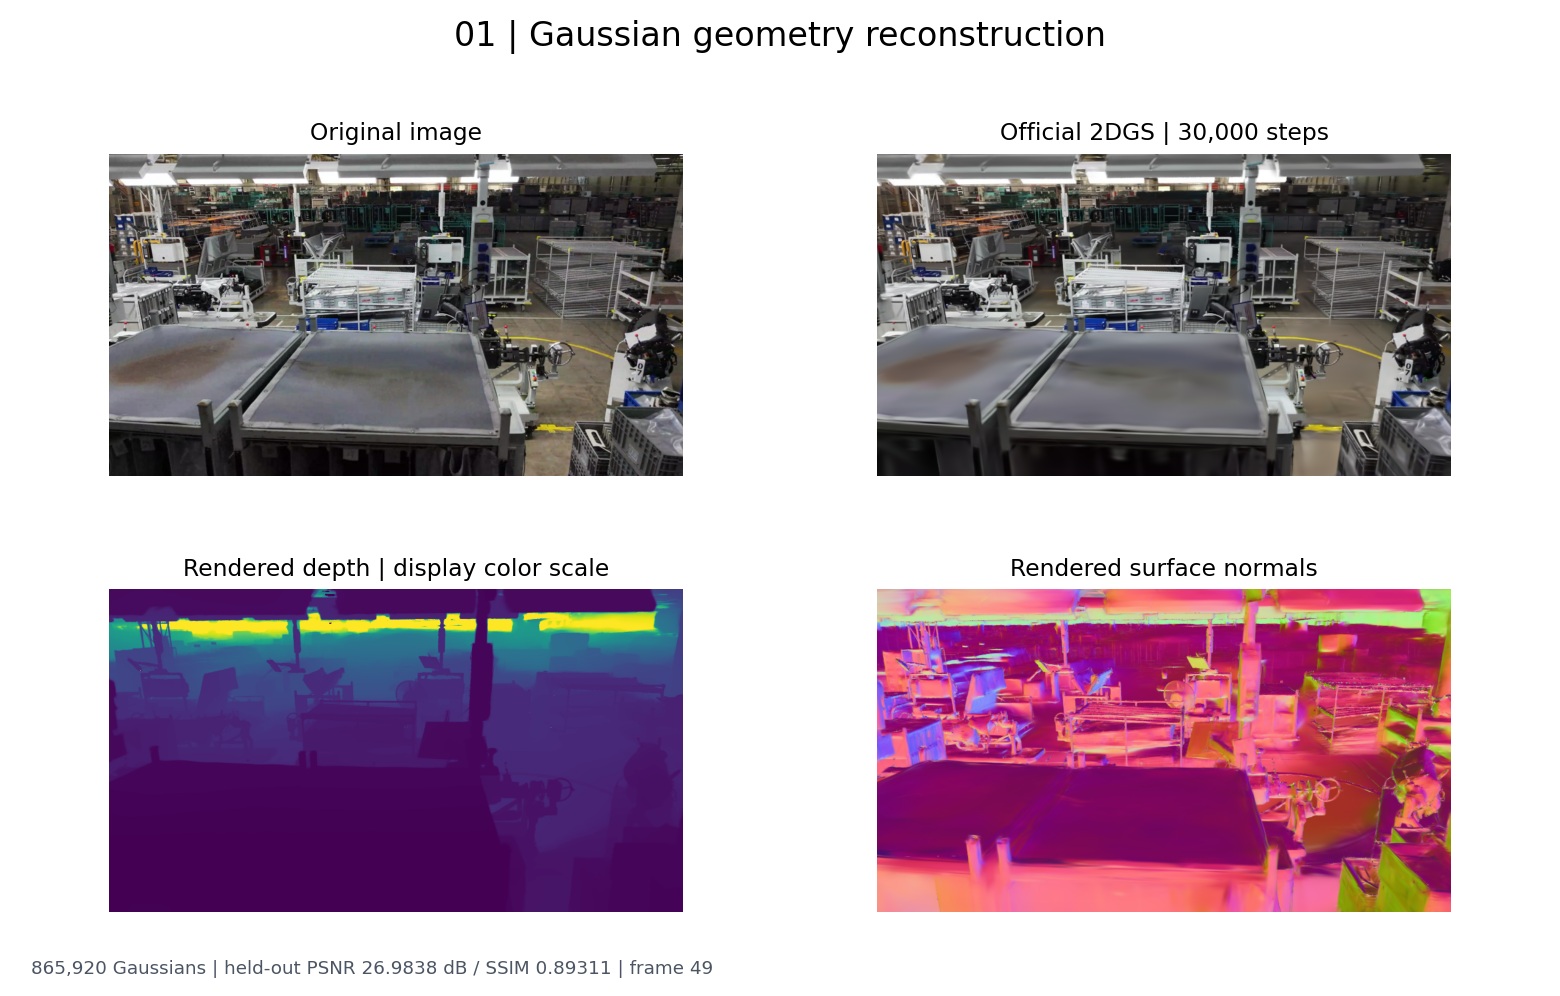 01 | Gaussian geometry reconstruction
Original image
Official 2DGS | 30,000 steps
Rendered depth | display color scale
Rendered surface normals
865,920 Gaussians | held-out PSNR 26.9838 dB / SSIM 0.89311 | frame 49